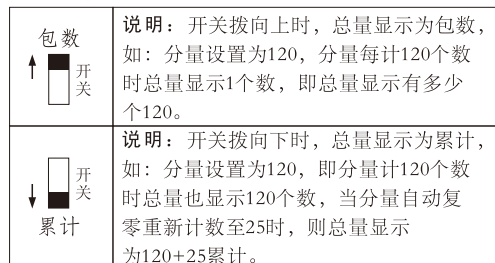 包数
↑ 开关
说明：开关拨向上时，总量显示为包数，
如：分量设置为120，分量每计120个数
时总量显示1个数，即总量显示有多少
个120。
↓ 开关
累计
说明：开关拨向下时，总量显示为累计，
如：分量设置为120，即分量计120个数
时总量也显示120个数，当分量自动复
零重新计数至25时，则总量显示
为120+25累计。